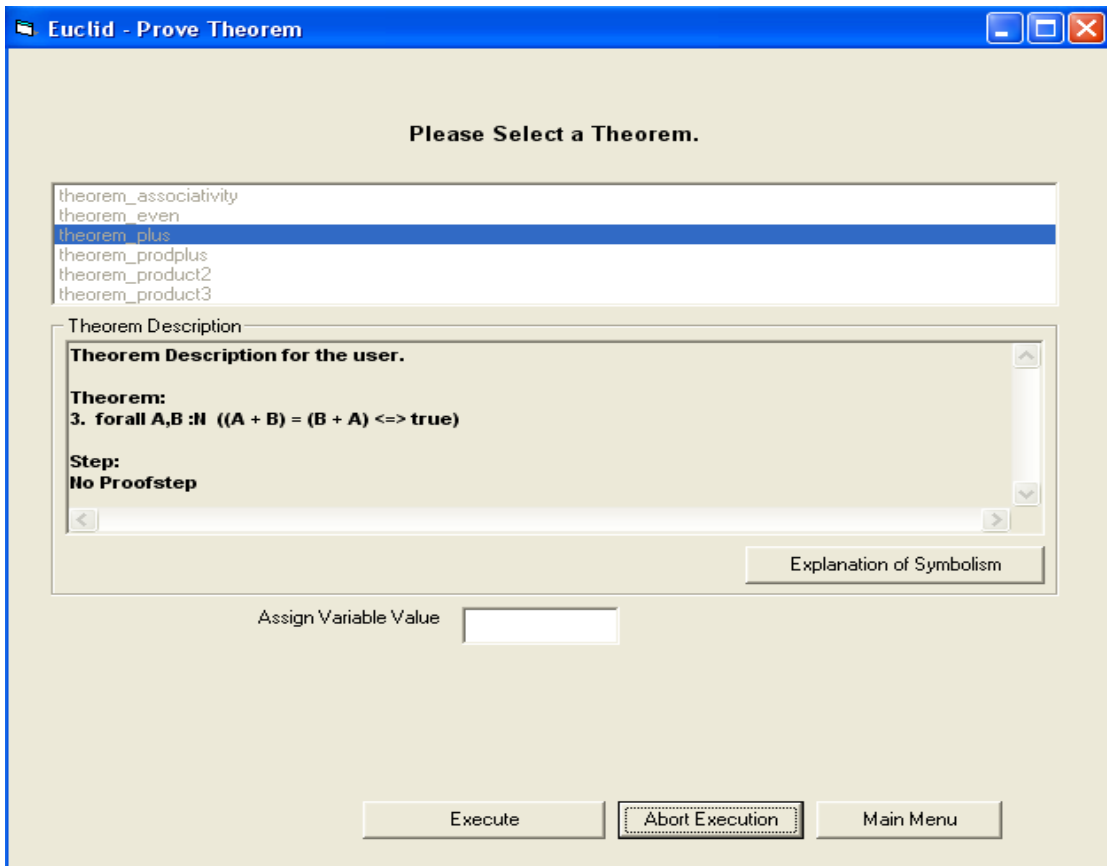 Euclid - Prove Theorem
Please Select a Theorem.
theorem_associativity
theorem_even
theorem_plus
theorem_prodplus
theorem_product2
theorem_product3
Theorem Description
Theorem Description for the user.
Theorem:
3.  forall A,B :N  ((A + B) = (B + A) <=> true)
Step:
No Proofstep
Explanation of Symbolism
Assign Variable Value
Execute
Abort Execution
Main Menu